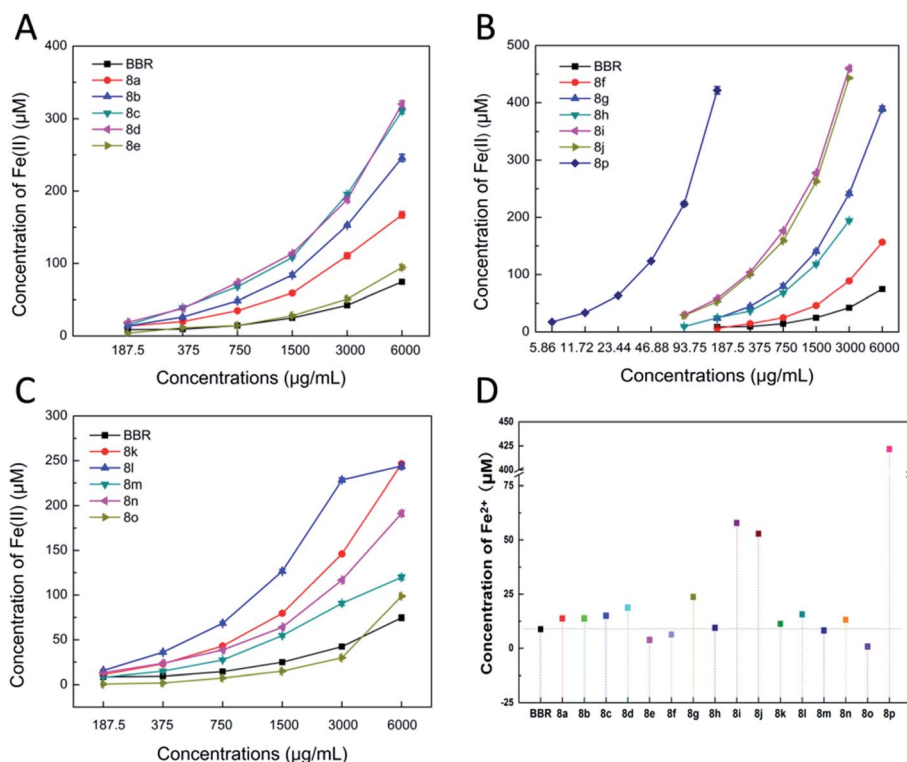 A
400
300
200
100
0
Concentration of Fe(II) (µM)
BBR
8a
8b
8c
8d
8e
187.5 375 750 1500 3000 6000
Concentrations (µg/mL)
B
500
400
300
200
100
0
Concentration of Fe(II) (µM)
BBR
8f
8g
8h
8i
8j
8p
5.86 11.72 23.44 46.88 93.75 187.5 375 750 1500 3000 6000
Concentrations (µg/mL)
C
300
250
200
150
100
50
0
Concentration of Fe(II) (µM)
BBR
8k
8l
8m
8n
8o
187.5 375 750 1500 3000 6000
Concentrations (µg/mL)
D
450
425
400
75
50
25
0
-25
Concentration of Fe²⁺ (µM)
BBR 8a 8b 8c 8d 8e 8f 8g 8h 8i 8j 8k 8l 8m 8n 8o 8p